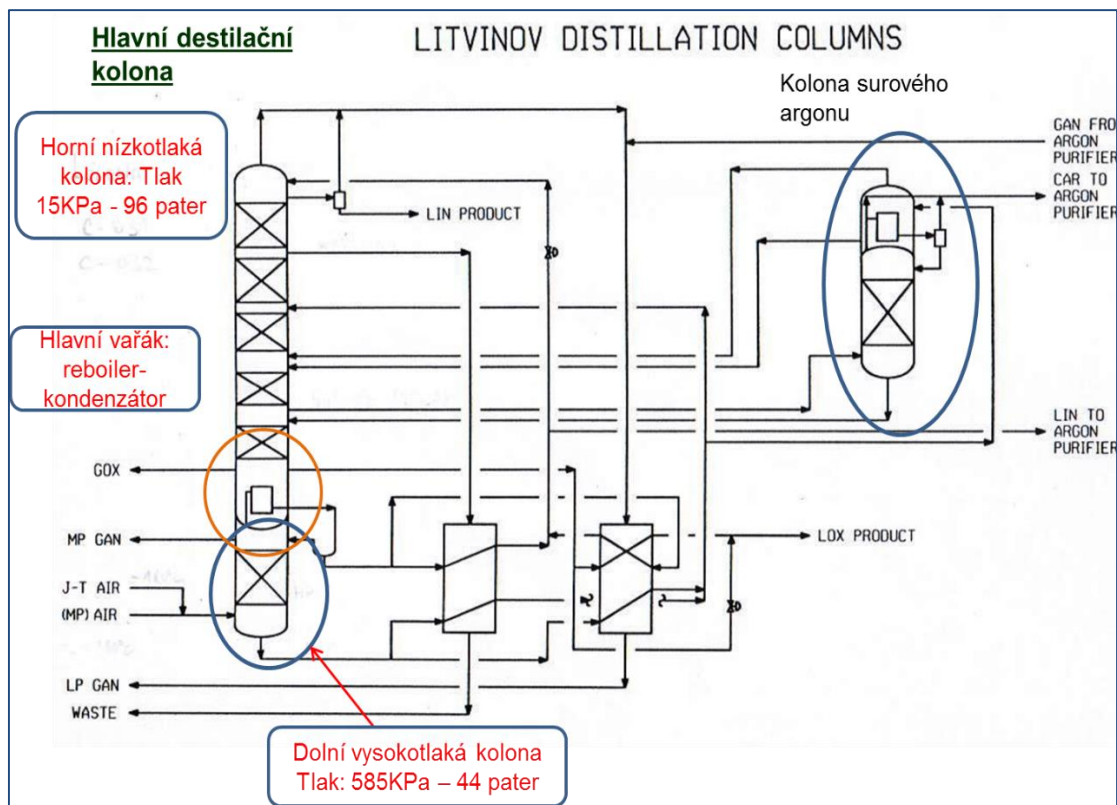 Hlavní destilační
kolona
LITVINOV DISTILLATION COLUMNS
Kolona surového
argonu
Horní nízkotlaká
kolona: Tlak
15KPa - 96 pater
GAN FRO
ARGON
PURIFIER
CAR TO
ARGON
PURIFIER
LIN PRODUCT
Hlavní vařák:
reboiler-
kondenzátor
LIN TO
ARGON
PURIFIER
GOX
MP GAN
LOX PRODUCT
J-T AIR
(MP) AIR
LP GAN
WASTE
Dolní vysokotlaká kolona
Tlak: 585KPa – 44 pater